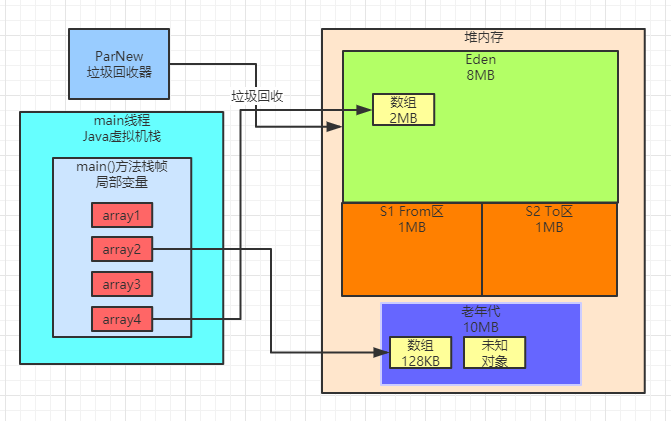 ParNew
垃圾回收器
垃圾回收
main线程
Java虚拟机栈
main()方法栈帧
局部变量
array1
array2
array3
array4
堆内存
Eden
8MB
数组
2MB
S1 From区
1MB
S2 To区
1MB
老年代
10MB
数组
128KB
未知
对象